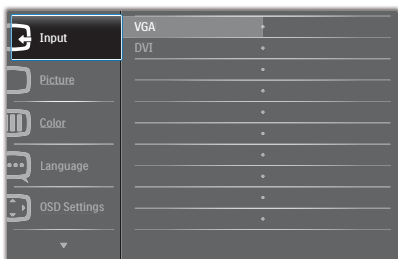 Input
Picture
Color
Language
OSD Settings
VGA
DVI